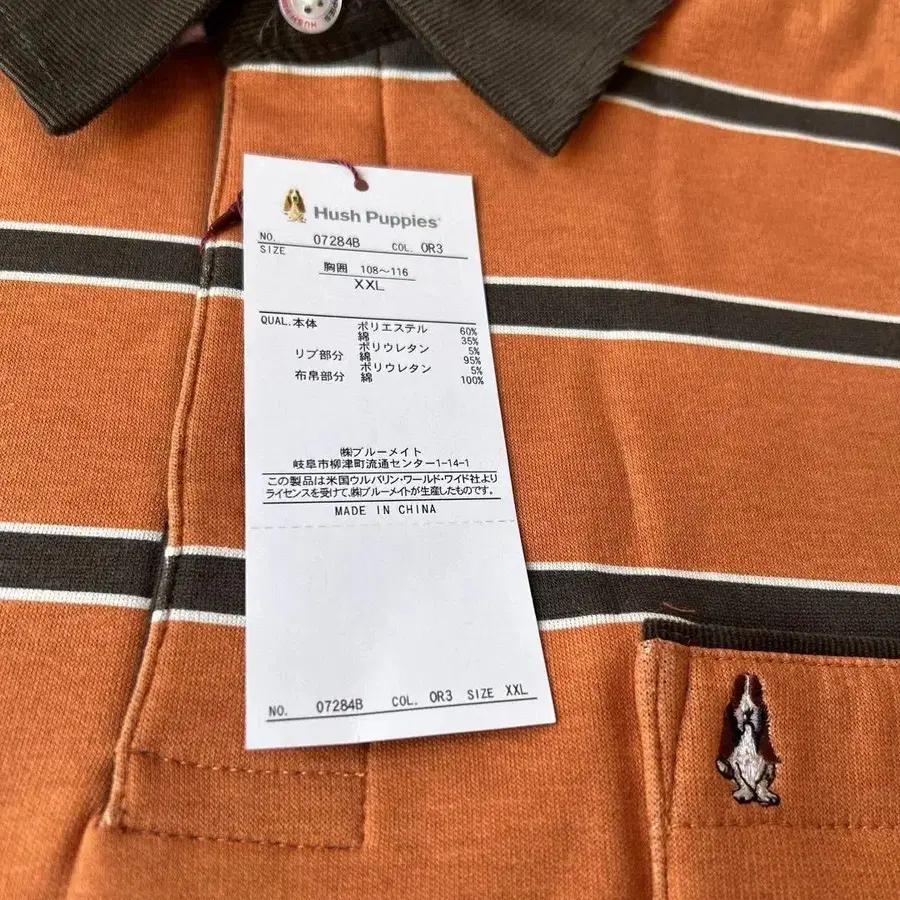 HUSH PUPPIES
Hush Puppies®
NO. 07284B COL. OR3
SIZE
胸囲 108～116
XXL
QUAL.本体 ポリエステル 60%
綿 35%
ポリウレタン 5%
リブ部分 綿 95%
ポリウレタン 5%
布帛部分 綿 100%
㈱ブルーメイト
岐阜市柳津町流通センター1-14-1
この製品は米国ウルバリン・ワールド・ワイド社より
ライセンスを受けて、㈱ブルーメイトが生産したものです。
MADE IN CHINA
NO. 07284B COL. OR3 SIZE XXL